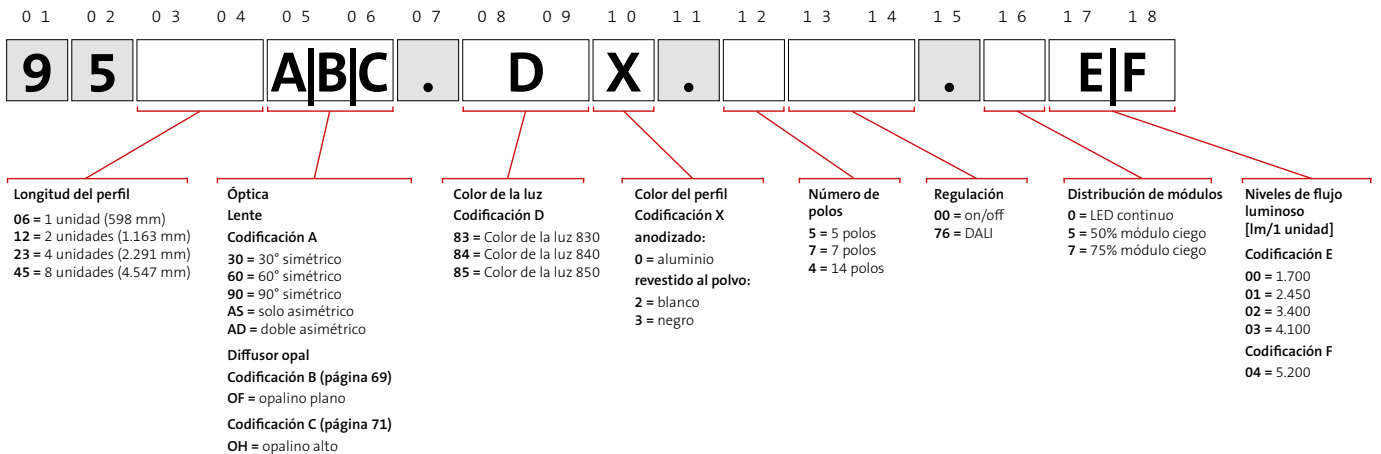 01 02 03 04 05 06 07 08 09 10 11 12 13 14 15 16 17 18
9 5 A|B|C . D X . . E|F
Longitud del perfil
06 = 1 unidad (598 mm)
12 = 2 unidades (1.163 mm)
23 = 4 unidades (2.291 mm)
45 = 8 unidades (4.547 mm)
Óptica
Lente
Codificación A
30 = 30° simétrico
60 = 60° simétrico
90 = 90° simétrico
AS = solo asimétrico
AD = doble asimétrico
Diffusor opal
Codificación B (página 69)
OF = opalino plano
Codificación C (página 71)
OH = opalino alto
Color de la luz
Codificación D
83 = Color de la luz 830
84 = Color de la luz 840
85 = Color de la luz 850
Color del perfil
Codificación X
anodizado:
0 = aluminio
revestido al polvo:
2 = blanco
3 = negro
Número de
polos
5 = 5 polos
7 = 7 polos
4 = 14 polos
Regulación
00 = on/off
76 = DALI
Distribución de módulos
0 = LED continuo
5 = 50% módulo ciego
7 = 75% módulo ciego
Niveles de flujo
luminoso
[lm/1 unidad]
Codificación E
00 = 1.700
01 = 2.450
02 = 3.400
03 = 4.100
Codificación F
04 = 5.200